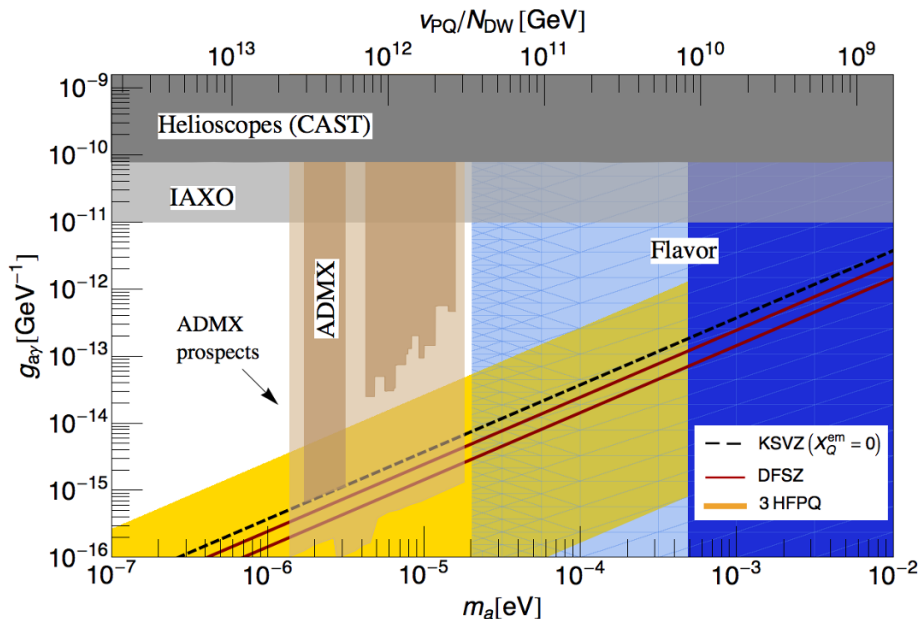 v_PQ/N_DW [GeV]
10^13 10^12 10^11 10^10 10^9
10^-9
10^-10
10^-11
10^-12
10^-13
10^-14
10^-15
10^-16
g_aγ [GeV^-1]
Helioscopes (CAST)
IAXO
ADMX
Flavor
ADMX
prospects
KSVZ (X_Q^em = 0)
DFSZ
3 HFPQ
10^-7 10^-6 10^-5 10^-4 10^-3 10^-2
m_a[eV]